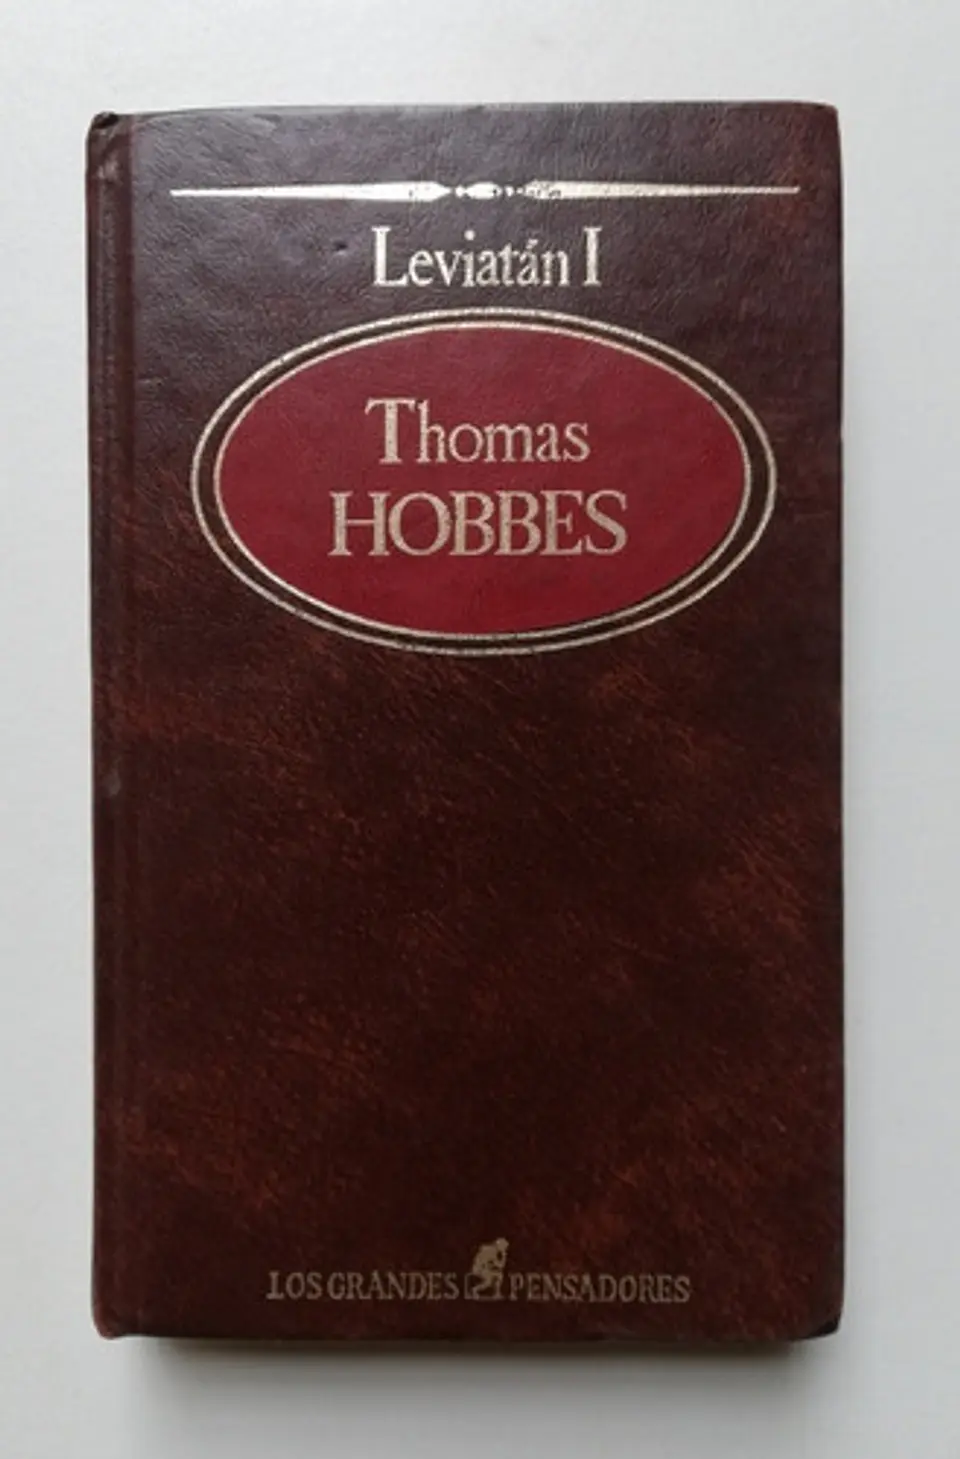 Leviatán I
Thomas
HOBBES
LOS GRANDES PENSADORES